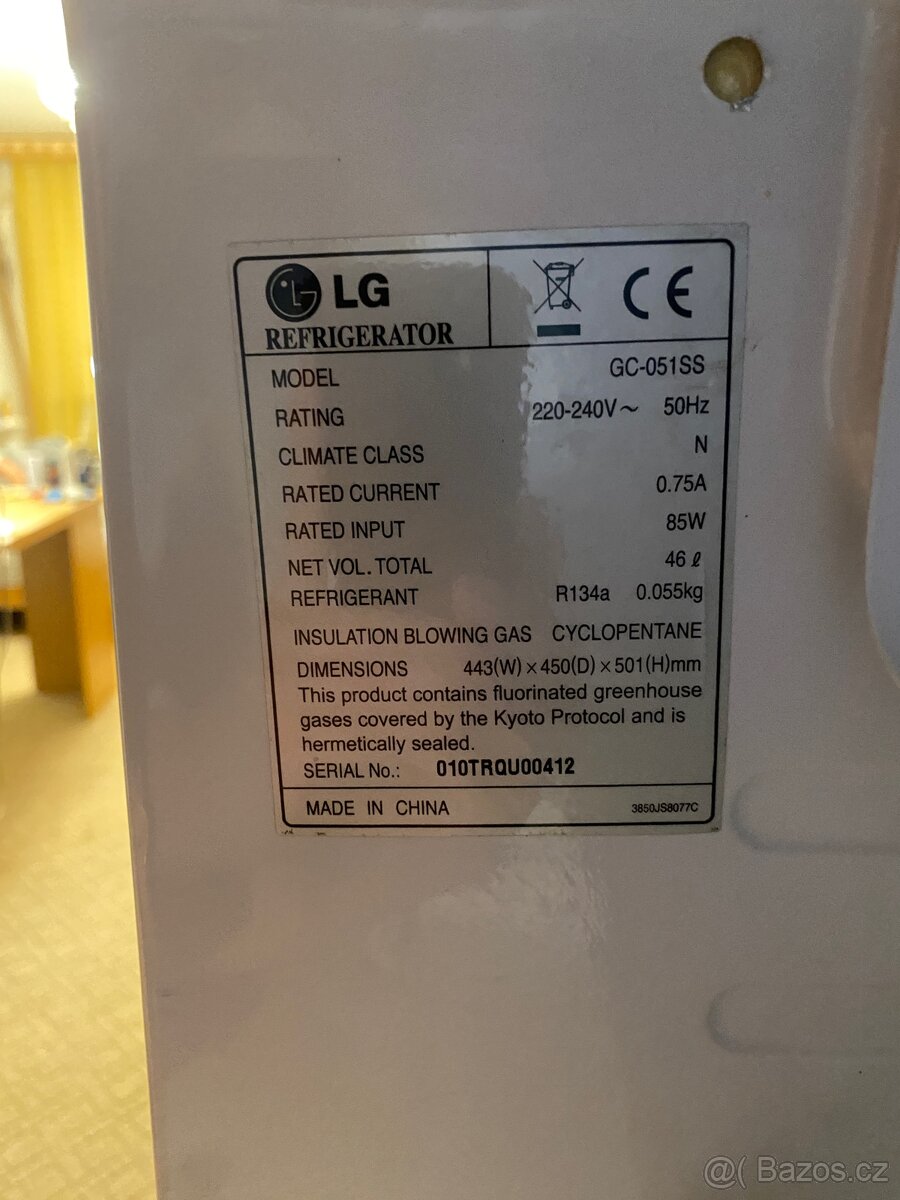 LG
REFRIGERATOR
CE
MODEL GC-051SS
RATING 220-240V~ 50Hz
CLIMATE CLASS N
RATED CURRENT 0.75A
RATED INPUT 85W
NET VOL. TOTAL 46 ℓ
REFRIGERANT R134a 0.055kg
INSULATION BLOWING GAS CYCLOPENTANE
DIMENSIONS 443(W)×450(D)×501(H)mm
This product contains fluorinated greenhouse
gases covered by the Kyoto Protocol and is
hermetically sealed.
SERIAL No.: 010TRQU00412
MADE IN CHINA 3850JS8077C
@( Bazos.cz